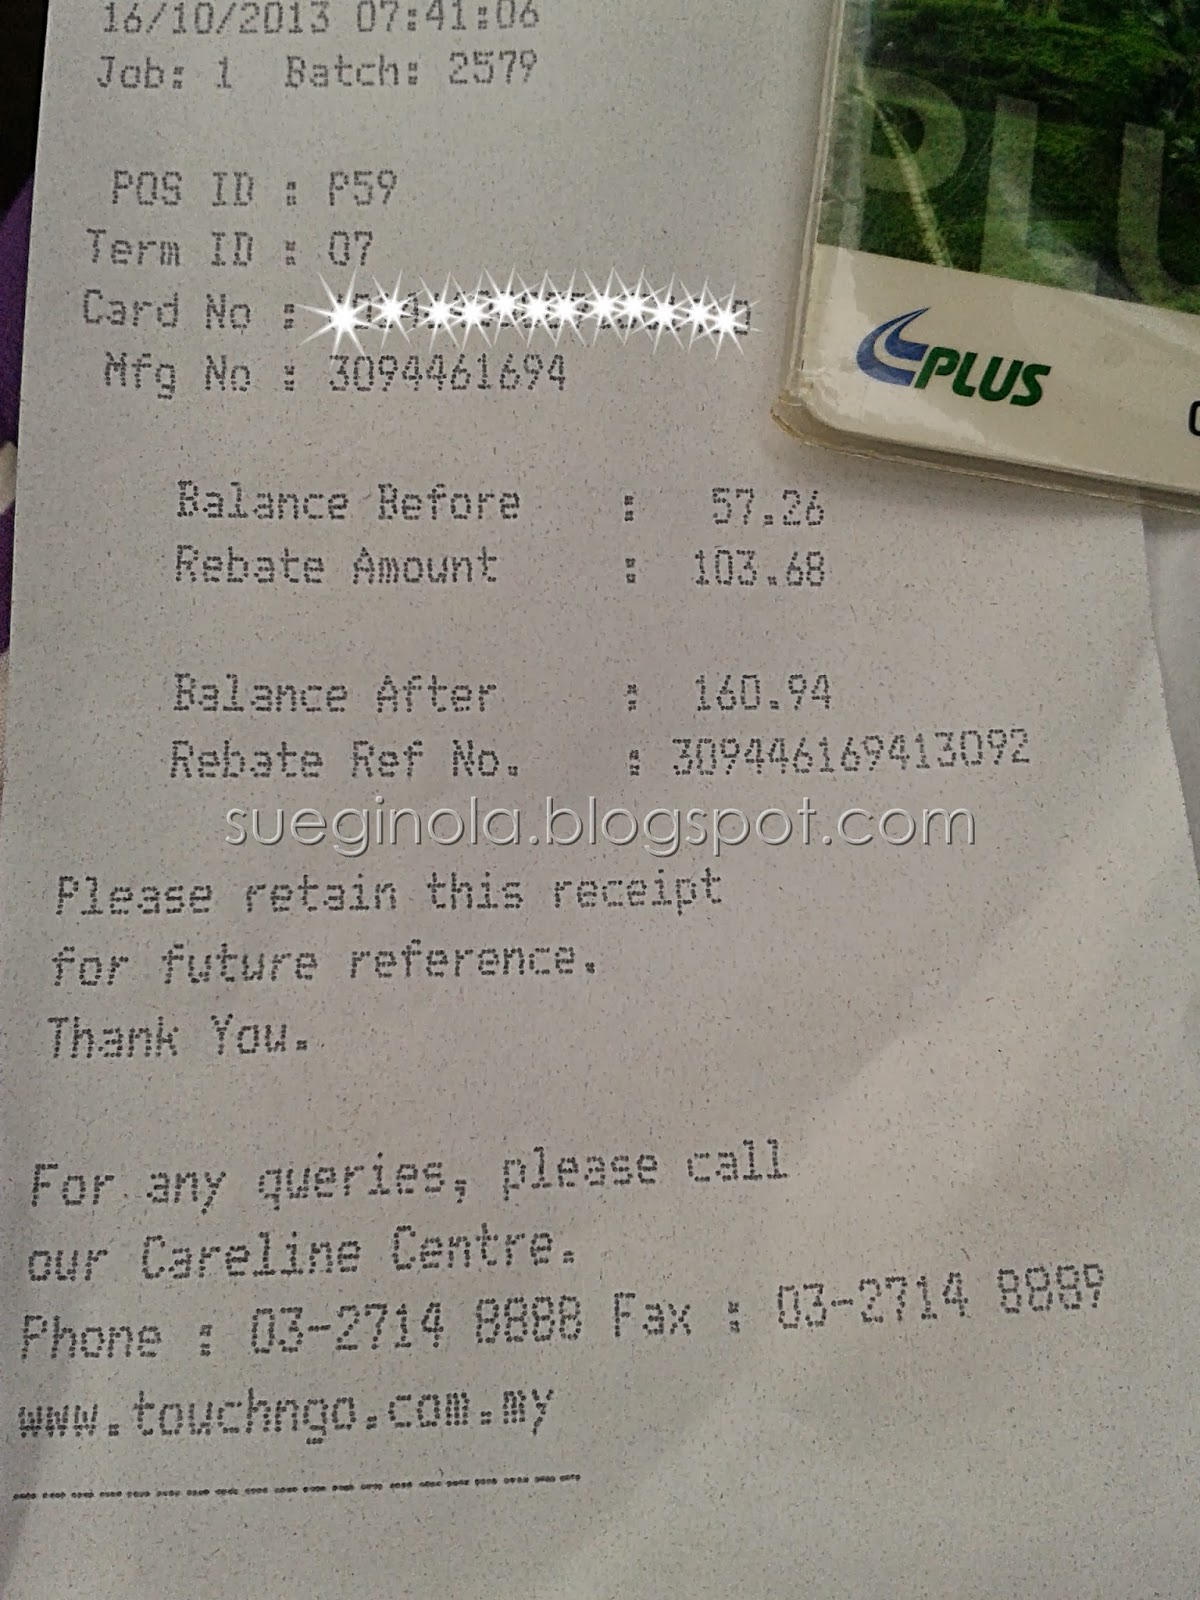 16/10/2013 07:41:06
Job: 1 Batch: 2579
POS ID : P59
Term ID : 07
Card No :
Mfg No : 3094461694
Balance Before : 57.26
Rebate Amount : 103.68
Balance After : 160.94
Rebate Ref No. : 309446169413092
sueginola.blogspot.com
Please retain this receipt
for future reference.
Thank You.
For any queries, please call
our Careline Centre.
Phone : 03-2714 8888 Fax : 03-2714 8889
www.touchngo.com.my
PLU
PLUS